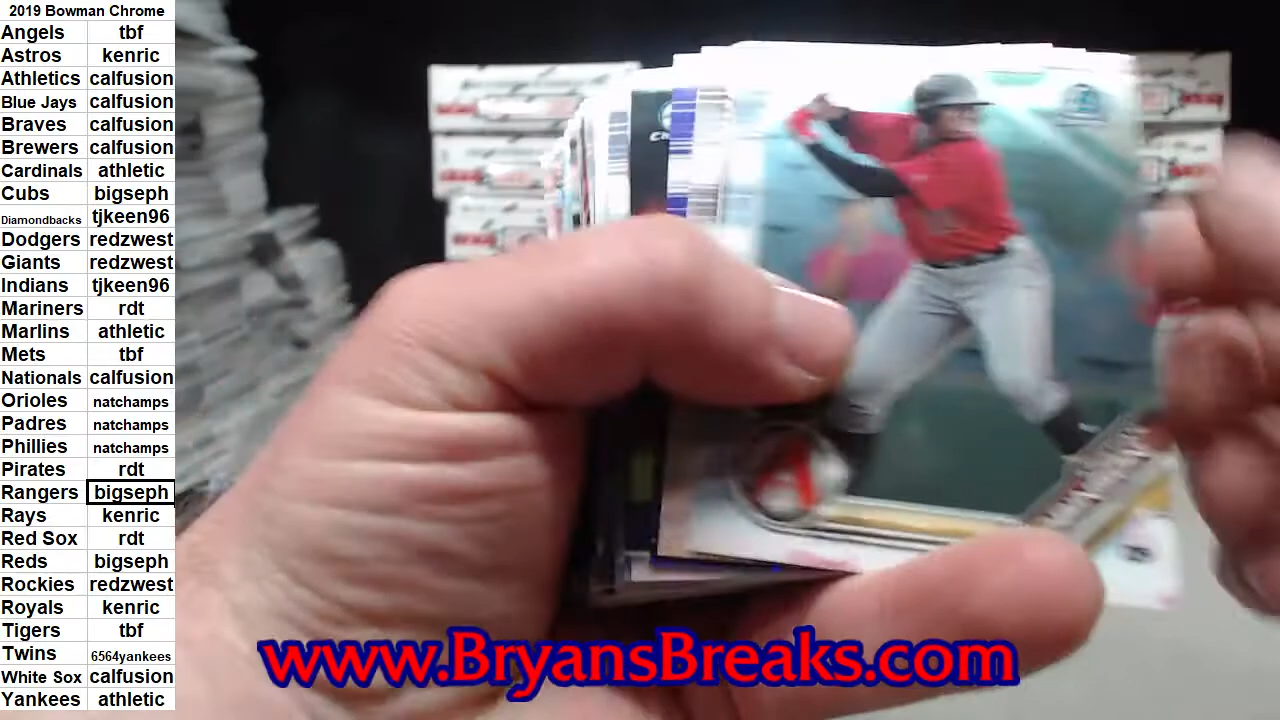 2019 Bowman Chrome
Angels tbf
Astros kenric
Athletics calfusion
Blue Jays calfusion
Braves calfusion
Brewers calfusion
Cardinals athletic
Cubs bigseph
Diamondbacks tjkeen96
Dodgers redzwest
Giants redzwest
Indians tjkeen96
Mariners rdt
Marlins athletic
Mets tbf
Nationals calfusion
Orioles natchamps
Padres natchamps
Phillies natchamps
Pirates rdt
Rangers bigseph
Rays kenric
Red Sox rdt
Reds bigseph
Rockies redzwest
Royals kenric
Tigers tbf
Twins 6564yankees
White Sox calfusion
Yankees athletic
www.BryansBreaks.com